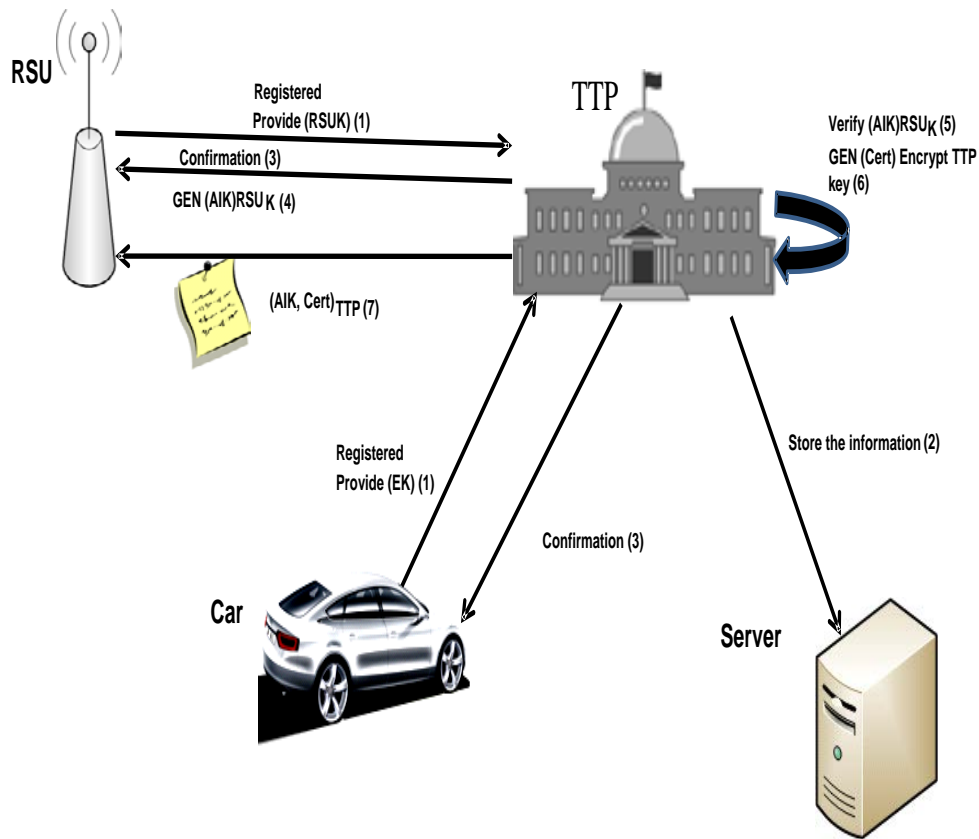 RSU
TTP
Registered
Provide (RSUK) (1)
Confirmation (3)
GEN (AIK)RSU K (4)
Verify (AIK)RSUK (5)
GEN (Cert) Encrypt TTP
key (6)
(AIK, Cert) TTP (7)
Registered
Provide (EK) (1)
Store the information (2)
Confirmation (3)
Car
Server